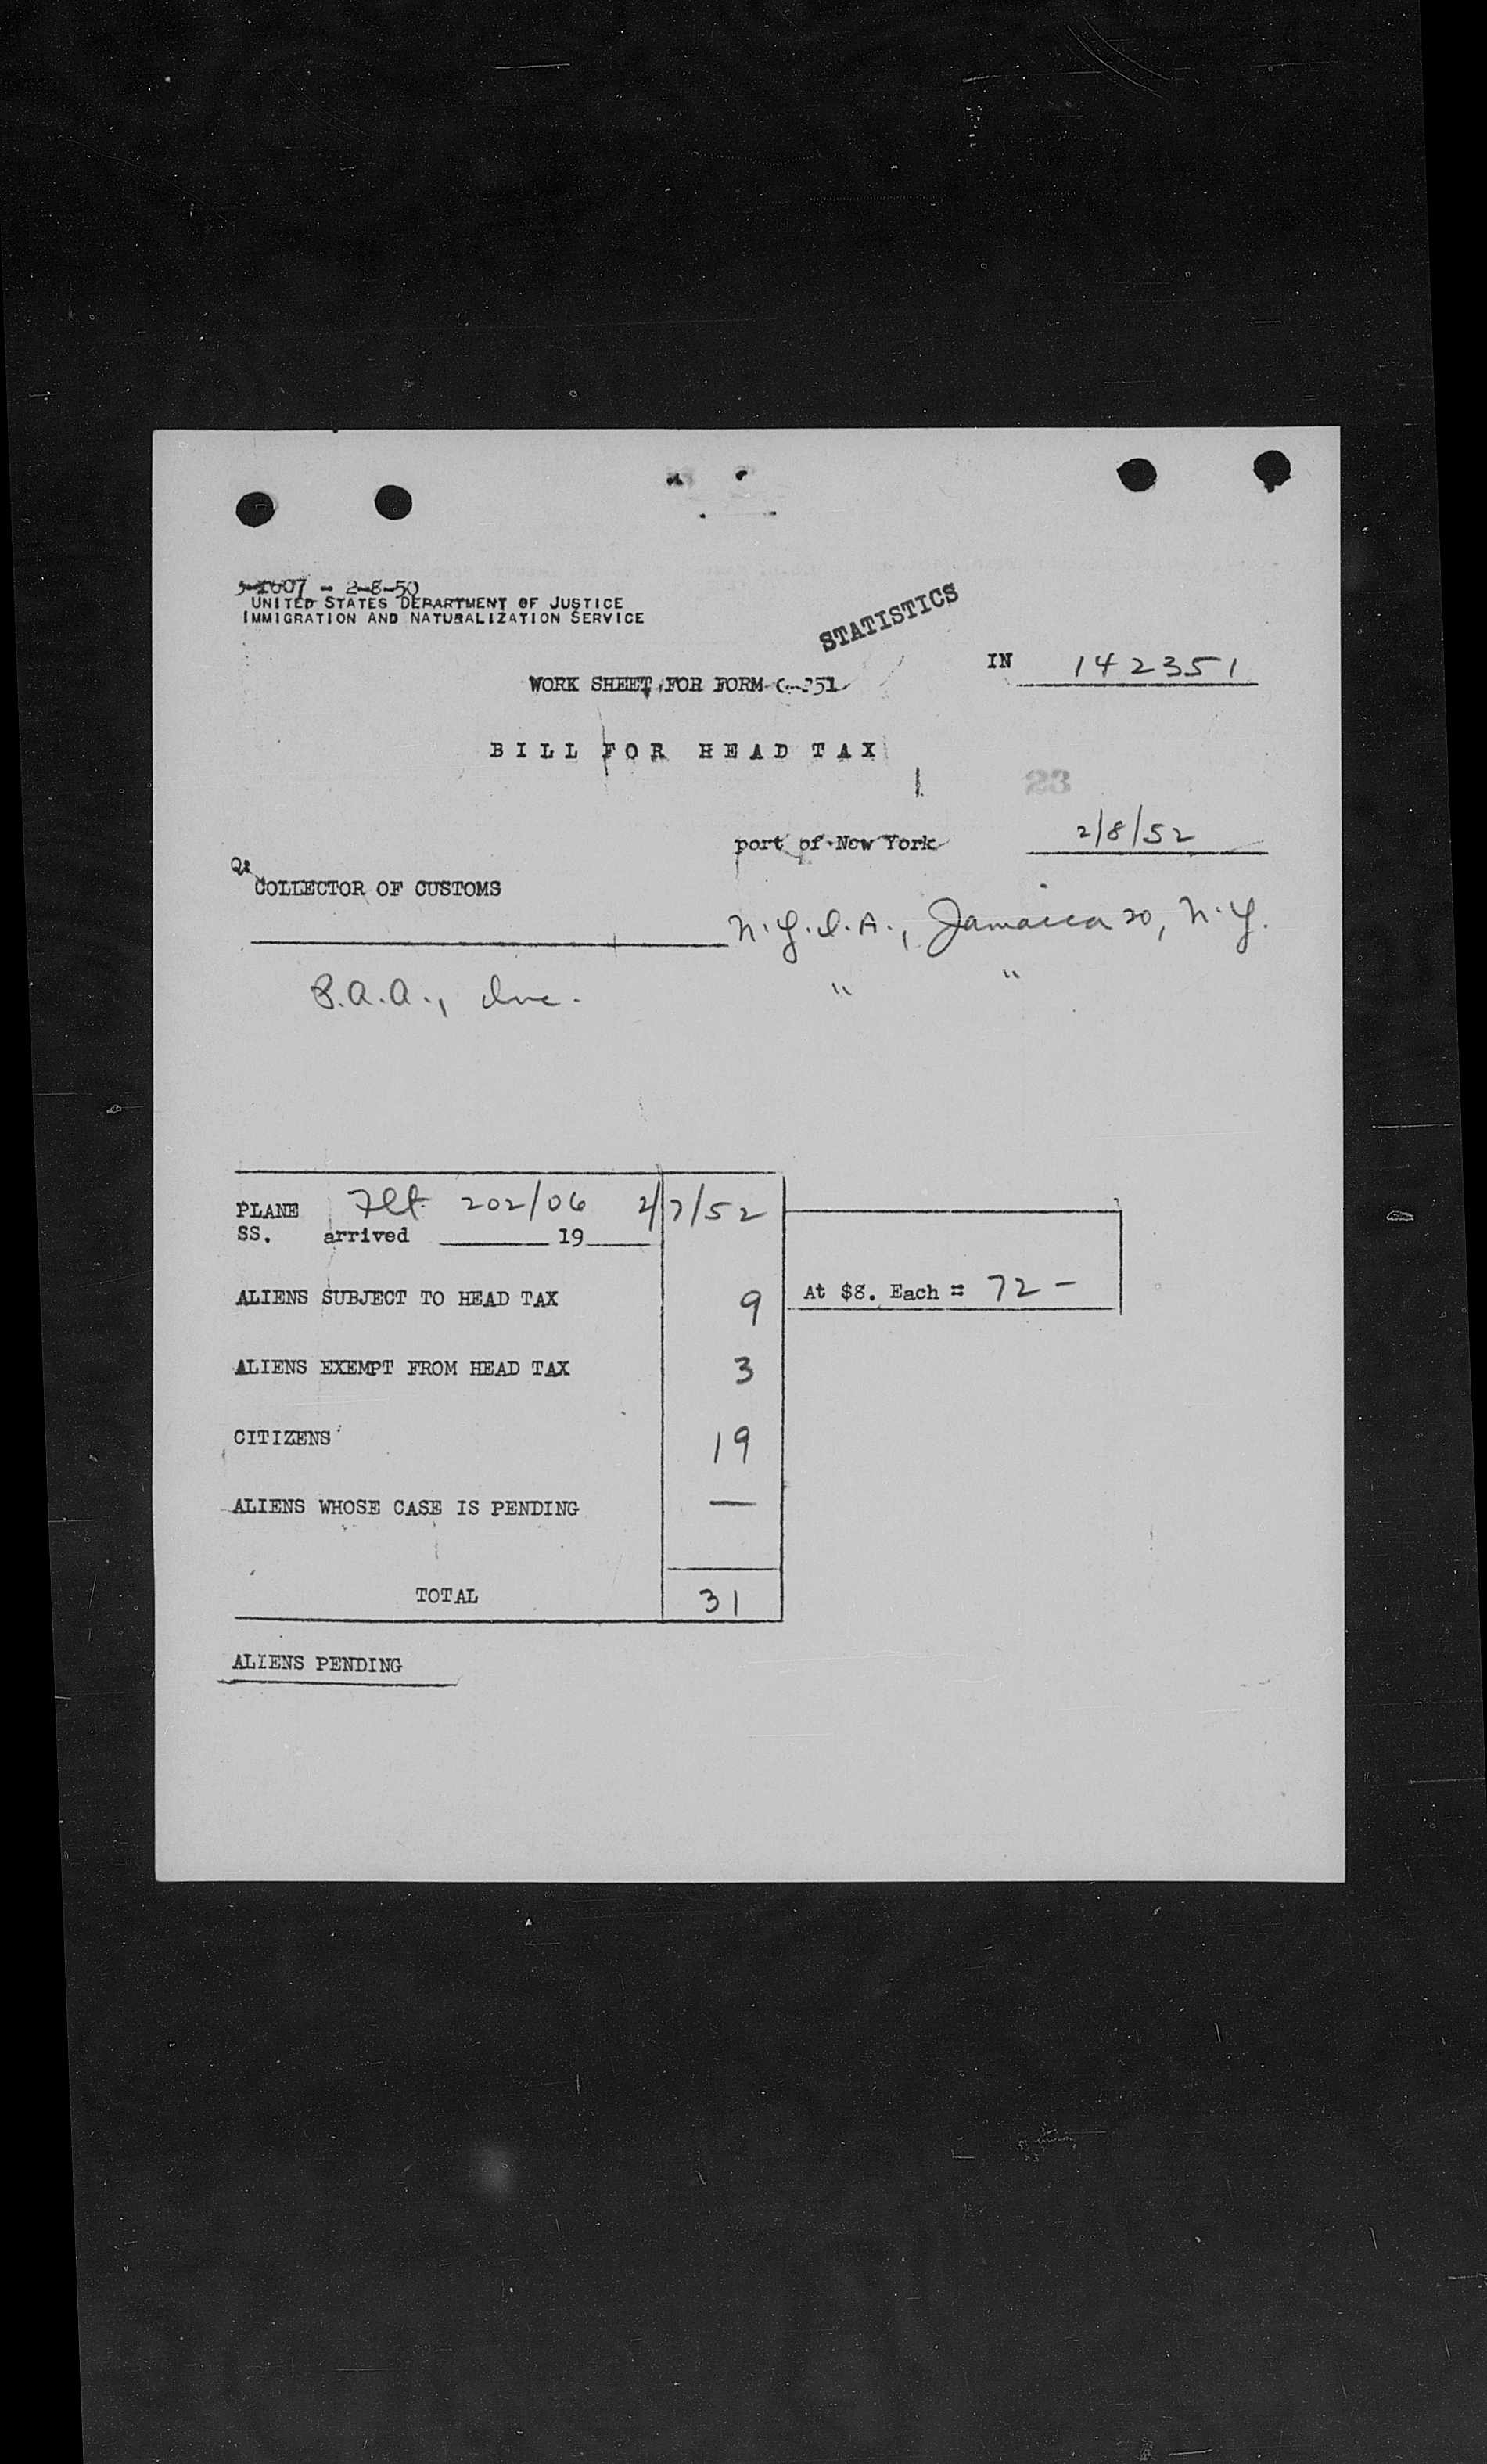 -1607 - 2-8-50
UNITED STATES DEPARTMENT OF JUSTICE
IMMIGRATION AND NATURALIZATION SERVICE
STATISTICS
IN 142351
WORK SHEET FOR FORM G-251
BILL FOR HEAD TAX
23
port of New York 2/8/52
COLLECTOR OF CUSTOMS
N.Y.I.A., Jamaica 20, N.Y.
P.A.A., Inc. " "
PLANE Flt. 202/06 2/7/52
SS. arrived 19
ALIENS SUBJECT TO HEAD TAX 9 At $8. Each = 72 -
ALIENS EXEMPT FROM HEAD TAX 3
CITIZENS 19
ALIENS WHOSE CASE IS PENDING —
TOTAL 31
ALIENS PENDING